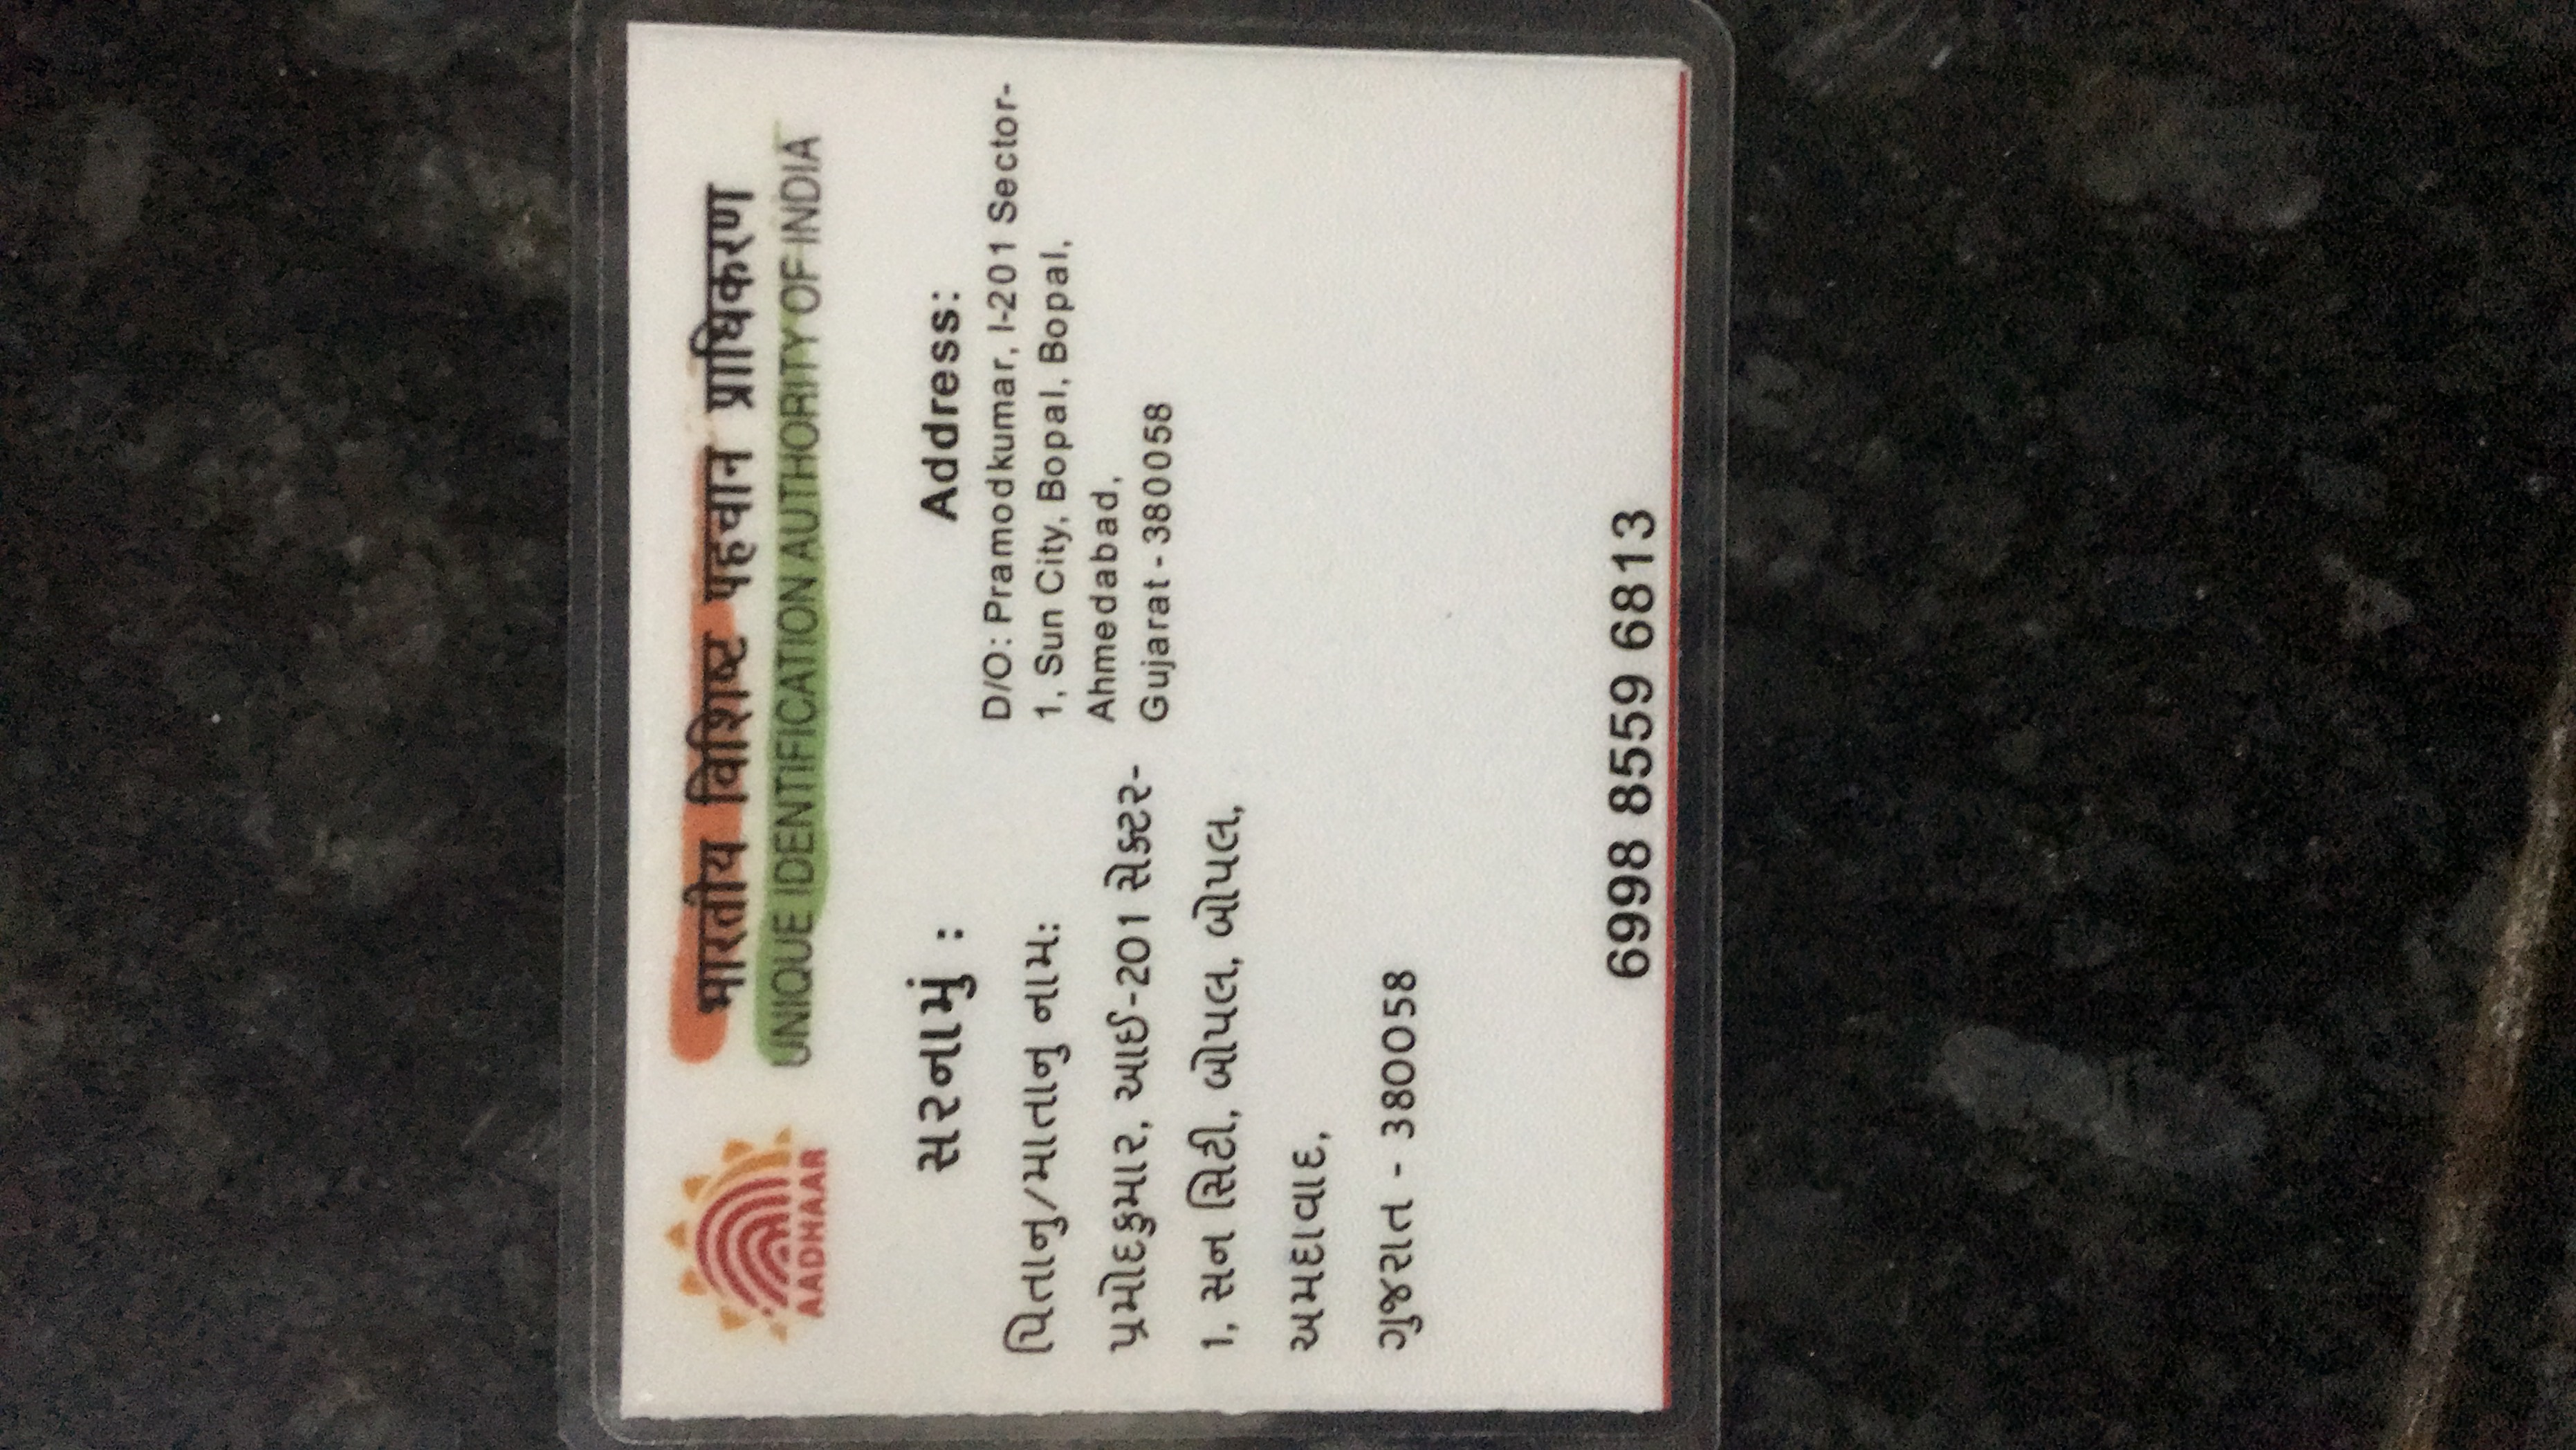 भारतीय विशिष्ट पहचान प्राधिकरण
UNIQUE IDENTIFICATION AUTHORITY OF INDIA
AADHAAR
સરનામું :
પિતાનુ/માતાનુ નામ:
પ્રમોદકુમાર, આઈ-201 સેક્ટર-
1, સન સિટી, બોપલ, બોપલ,
અમદાવાદ,
ગુજરાત - 380058
Address:
D/O: Pramodkumar, I-201 Sector-
1, Sun City, Bopal, Bopal,
Ahmedabad,
Gujarat - 380058
6998 8559 6813